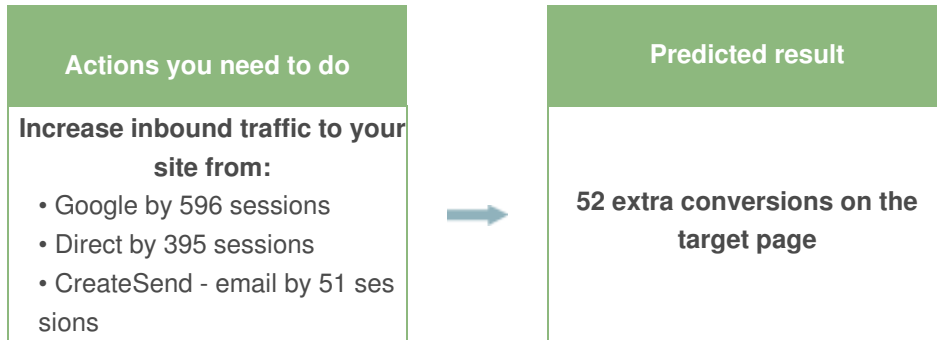 Actions you need to do
Increase inbound traffic to your
site from:
• Google by 596 sessions
• Direct by 395 sessions
• CreateSend - email by 51 ses
sions
Predicted result
52 extra conversions on the
target page